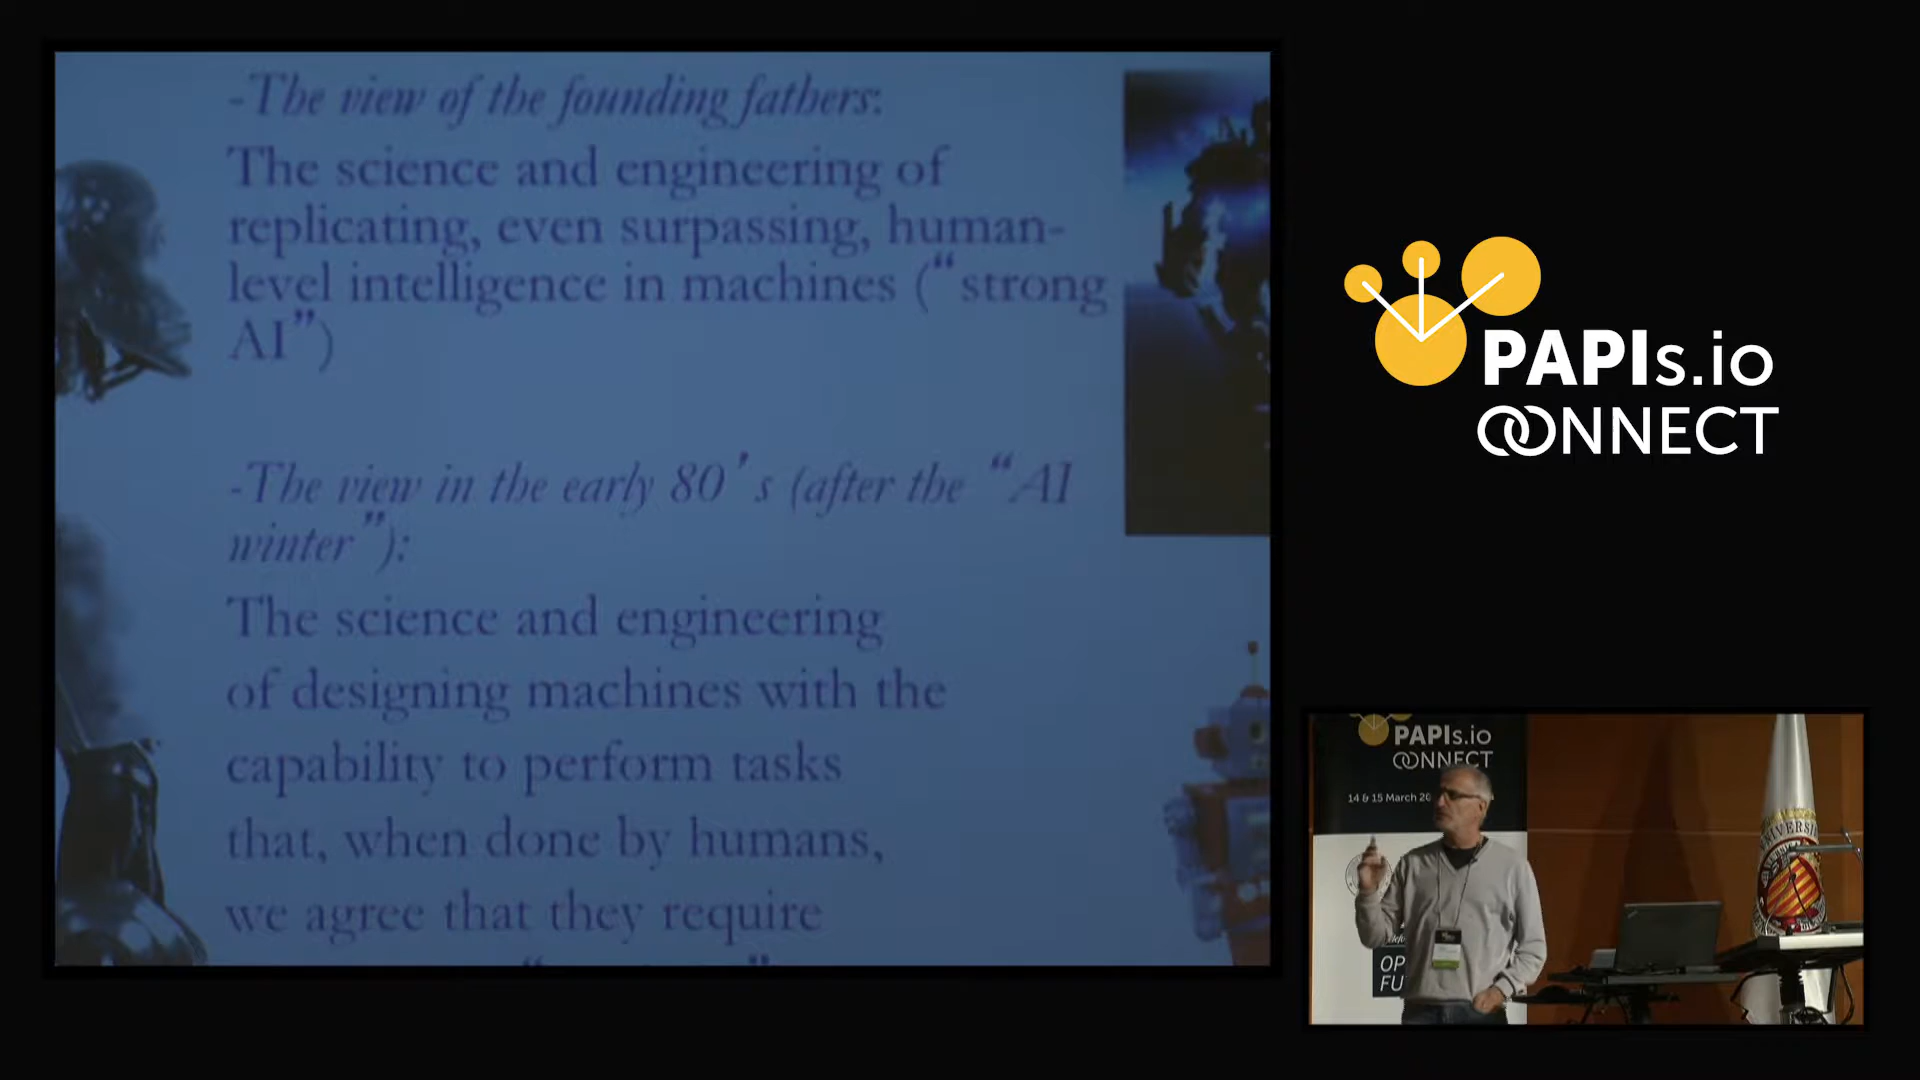 -The view of the founding fathers:
The science and engineering of
replicating, even surpassing, human-
level intelligence in machines (“strong
AI”)
-The view in the early 80's (after the “AI
winter”):
The science and engineering
of designing machines with the
capability to perform tasks
that, when done by humans,
we agree that they require
PAPIs.io
CONNECT
PAPIs.io
CONNECT
14 & 15 March 20
OP
FU
UNIVERSI